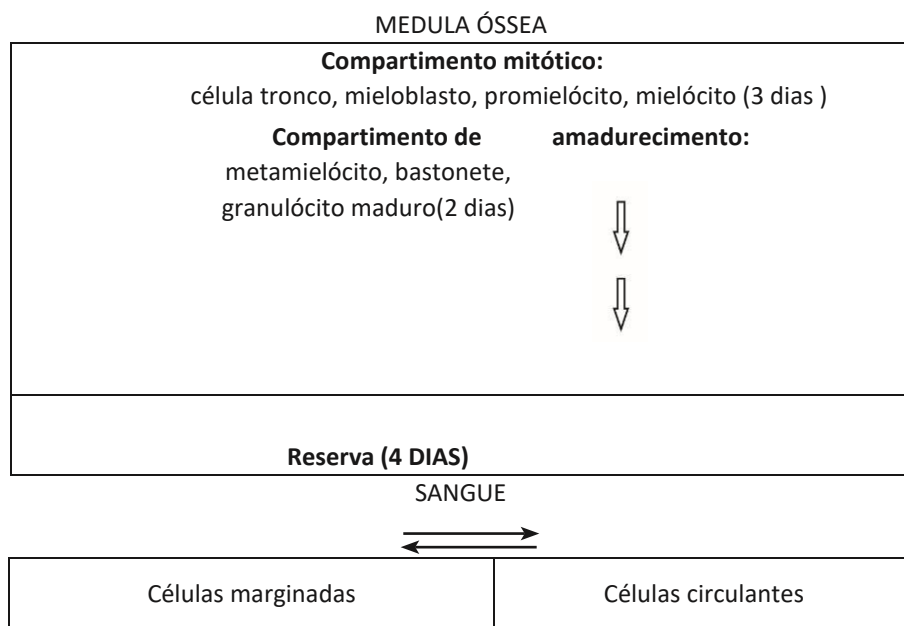 MEDULA ÓSSEA
Compartimento mitótico:
célula tronco, mieloblasto, promielócito, mielócito (3 dias )
Compartimento de amadurecimento:
metamielócito, bastonete,
granulócito maduro(2 dias)
Reserva (4 DIAS)
SANGUE
Células marginadas
Células circulantes